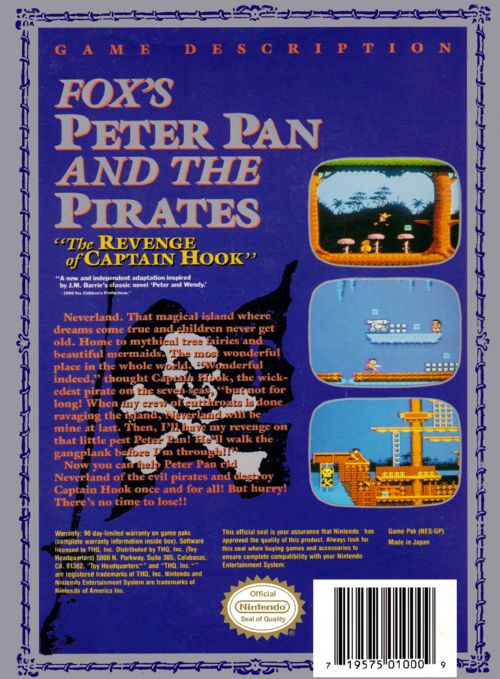 GAME DESCRIPTION
FOX'S
PETER PAN
AND THE
PIRATES
"The REVENGE
of CAPTAIN HOOK"
"A new and independent adaptation inspired
by J.M. Barrie's classic novel 'Peter and Wendy.'
1990 Fox Children's Productions."
Neverland. That magical island where
dreams come true and children never get
old. Home to mythical tree fairies and
beautiful mermaids. The most wonderful
place in the whole world. "Wonderful
indeed," thought Captain Hook, the wick-
edest pirate on the seven seas, "but not for
long! When my crew of cutthroats is done
ravaging the island, Neverland will be
mine at last. Then, I'll have my revenge on
that little pest Peter Pan! He'll walk the
gangplank before I'm through!!"
Now you can help Peter Pan rid
Neverland of the evil pirates and destroy
Captain Hook once and for all! But hurry!
There's no time to lose!!
Warranty: 90 day-limited warranty on game paks
(complete warranty information inside box). Software
licensed to THQ, Inc. Distributed by THQ, Inc. (Toy
Headquarters) 5000 N. Parkway, Suite 305, Calabasas,
CA. 91302. "Toy Headquarters™" and "THQ, Inc.™"
are registered trademarks of THQ, Inc. Nintendo and
Nintendo Entertainment System are trademarks of
Nintendo of America Inc.
This official seal is your assurance that Nintendo has
approved the quality of this product. Always look for
this seal when buying games and accessories to
ensure complete compatibility with your Nintendo
Entertainment System.
Game Pak (NES-GP)
Made in Japan
Official
Nintendo
Seal of Quality
®
7 19575 01000 9